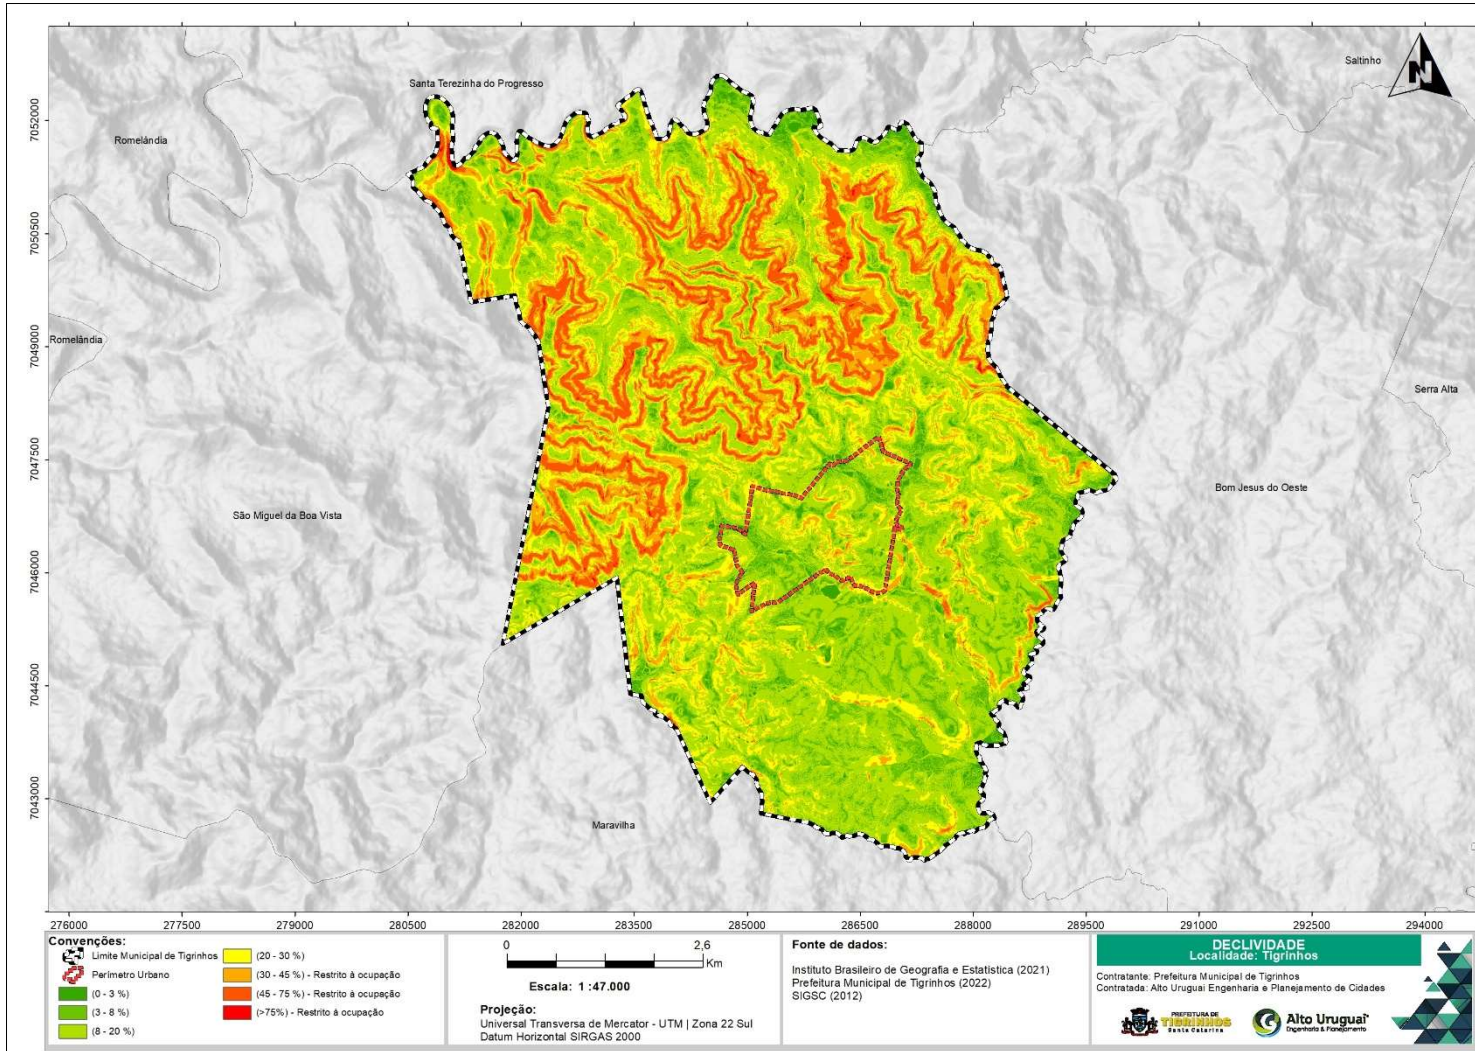 Saltinho
N
Santa Terezinha do Progresso
Romelândia
Romelândia
Serra Alta
São Miguel da Boa Vista
Bom Jesus do Oeste
Maravilha
7052000
7050500
7049000
7047500
7046000
7044500
7043000
276000 277500 279000 280500 282000 283500 285000 286500 288000 289500 291000 292500 294000
Convenções:
Limite Municipal de Tigrinhos
Perímetro Urbano
(0 - 3 %)
(3 - 8 %)
(8 - 20 %)
(20 - 30 %)
(30 - 45 %) - Restrito à ocupação
(45 - 75 %) - Restrito à ocupação
(>75%) - Restrito à ocupação
0 2,6
Km
Escala: 1 :47.000
Projeção:
Universal Transversa de Mercator - UTM | Zona 22 Sul
Datum Horizontal SIRGAS 2000
Fonte de dados:
Instituto Brasileiro de Geografia e Estatistica (2021)
Prefeitura Municipal de Tigrinhos (2022)
SIGSC (2012)
DECLIVIDADE
Localidade: Tigrinhos
Contratante: Prefeitura Municipal de Tigrinhos
Contratada: Alto Uruguai Engenharia e Planejamento de Cidades
PREFEITURA DE
TIGRINHOS
Santa Catarina
Alto Uruguai
Engenharia & Planejamento